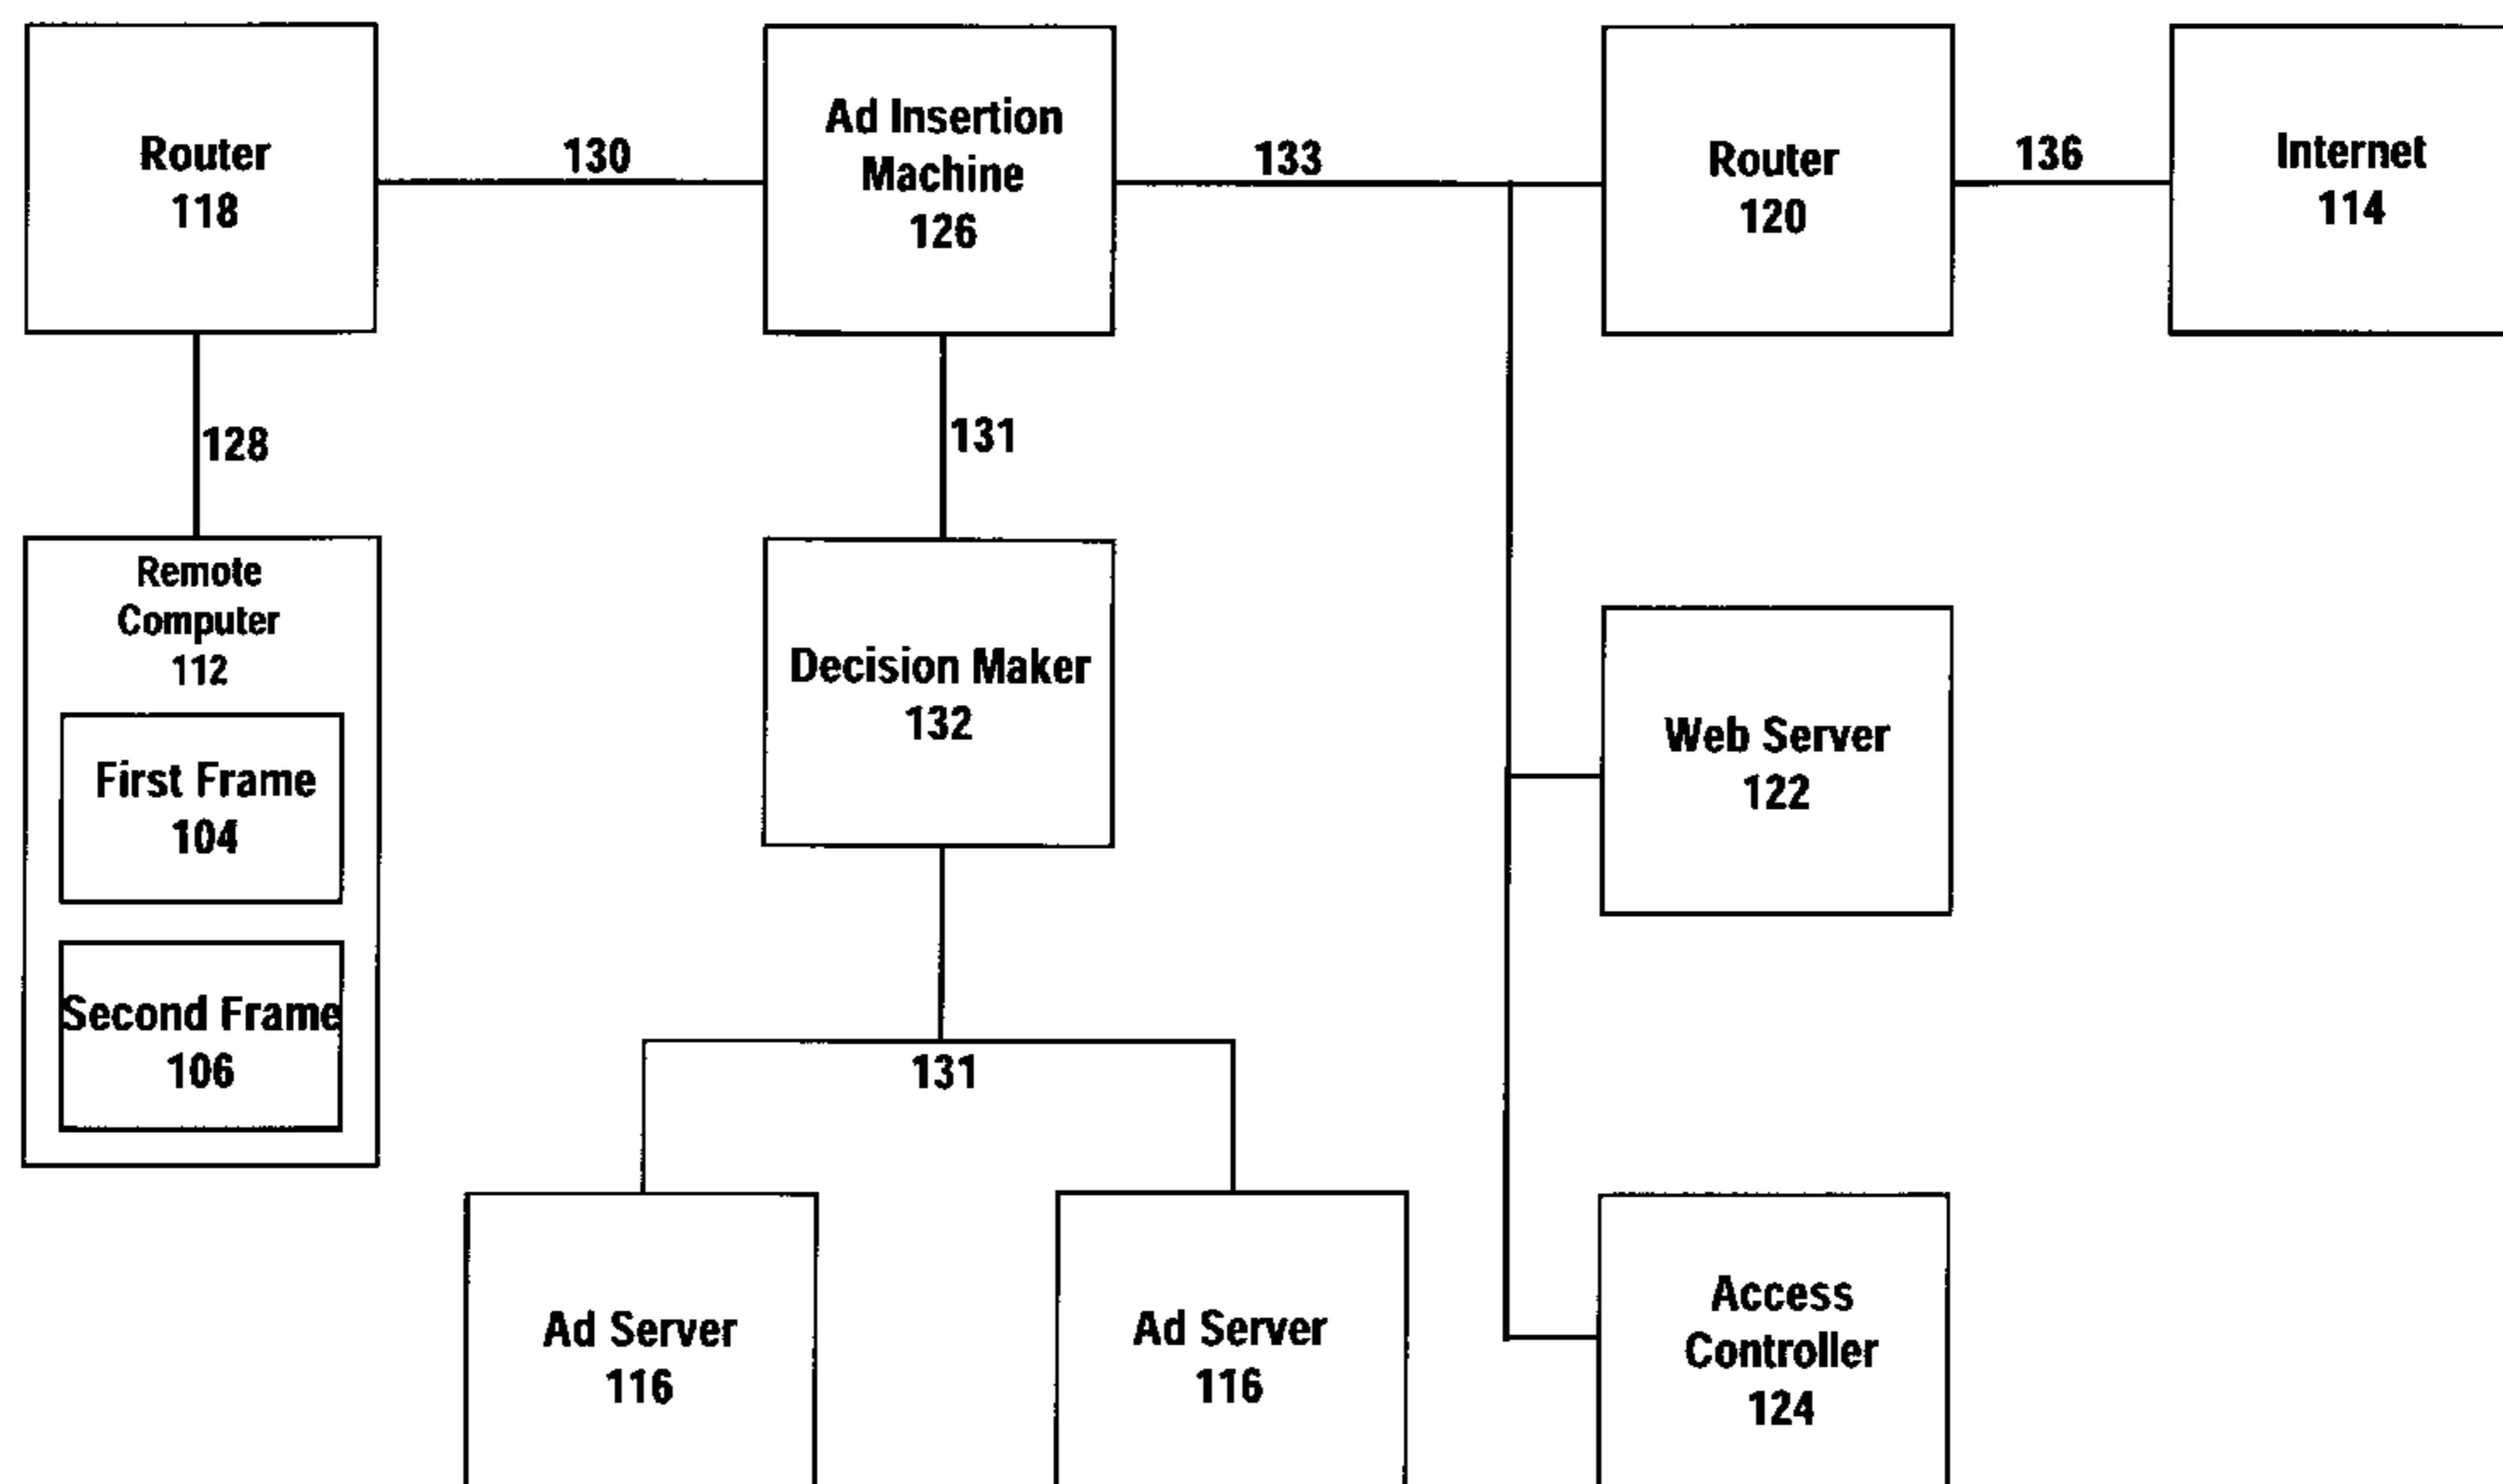 Router
118
130
Ad Insertion
Machine
126
133
Router
120
136
Internet
114
128
131
Remote
Computer
112
First Frame
104
Second Frame
106
Decision Maker
132
131
Web Server
122
Ad Server
116
Ad Server
116
Access
Controller
124